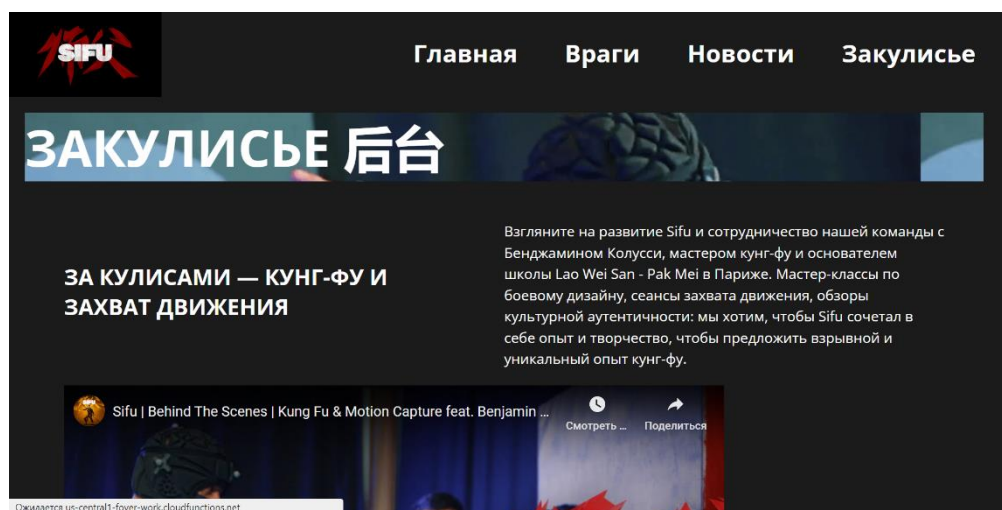 SIFU
Главная Враги Новости Закулисье
ЗАКУЛИСЬЕ 后台
Взгляните на развитие Sifu и сотрудничество нашей команды с
Бенджамином Колусси, мастером кунг-фу и основателем
школы Lao Wei San - Pak Mei в Париже. Мастер-классы по
боевому дизайну, сеансы захвата движения, обзоры
культурной аутентичности: мы хотим, чтобы Sifu сочетал в
себе опыт и творчество, чтобы предложить взрывной и
уникальный опыт кунг-фу.
ЗА КУЛИСАМИ — КУНГ-ФУ И
ЗАХВАТ ДВИЖЕНИЯ
Sifu | Behind The Scenes | Kung Fu & Motion Capture feat. Benjamin ...
Смотреть ... Поделиться
Ожидается us-central1-fover-work.cloudfunctions.net